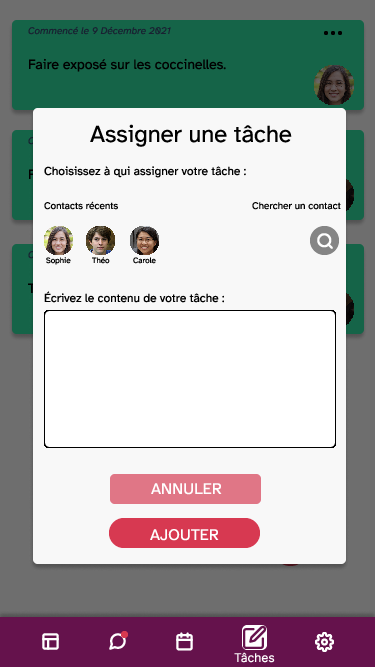 Commencé le 9 Décembre 2021
Faire exposé sur les coccinelles.
Assigner une tâche
Choisissez à qui assigner votre tâche :
Contacts récents
Chercher un contact
Sophie
Théo
Carole
Écrivez le contenu de votre tâche :
ANNULER
AJOUTER
Tâches